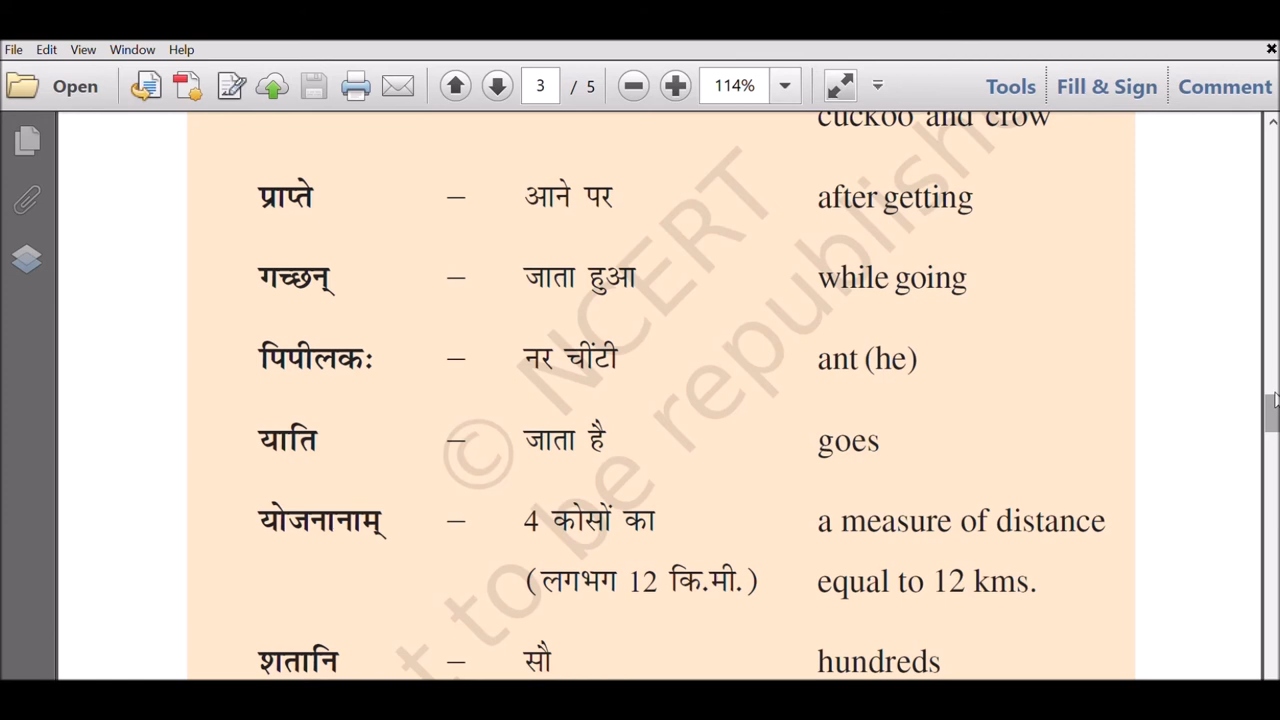 File Edit View Window Help
Open 3 / 5 114% Tools Fill & Sign Comment
cuckoo and crow
प्राप्ते – आने पर after getting
गच्छन् – जाता हुआ while going
पिपीलकः – नर चींटी ant (he)
याति – जाता है goes
योजनानाम् – 4 कोसों का a measure of distance
(लगभग 12 कि.मी.) equal to 12 kms.
शतानि – सौ hundreds
© NCERT
not to be republished